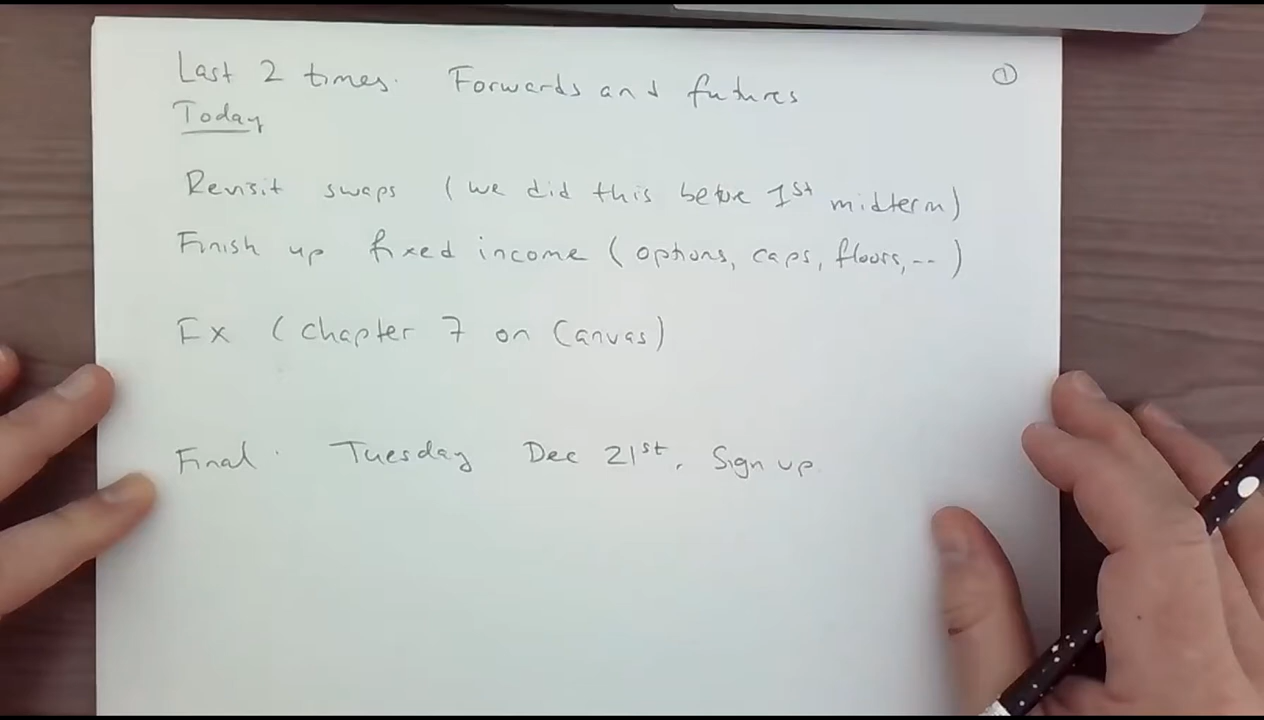 Last 2 times. Forwards and futures ①
Today
Revisit swaps (we did this before 1st midterm)
Finish up fixed income (options, caps, floors, --)
FX (Chapter 7 on Canvas)
Final. Tuesday Dec 21st, Sign up.